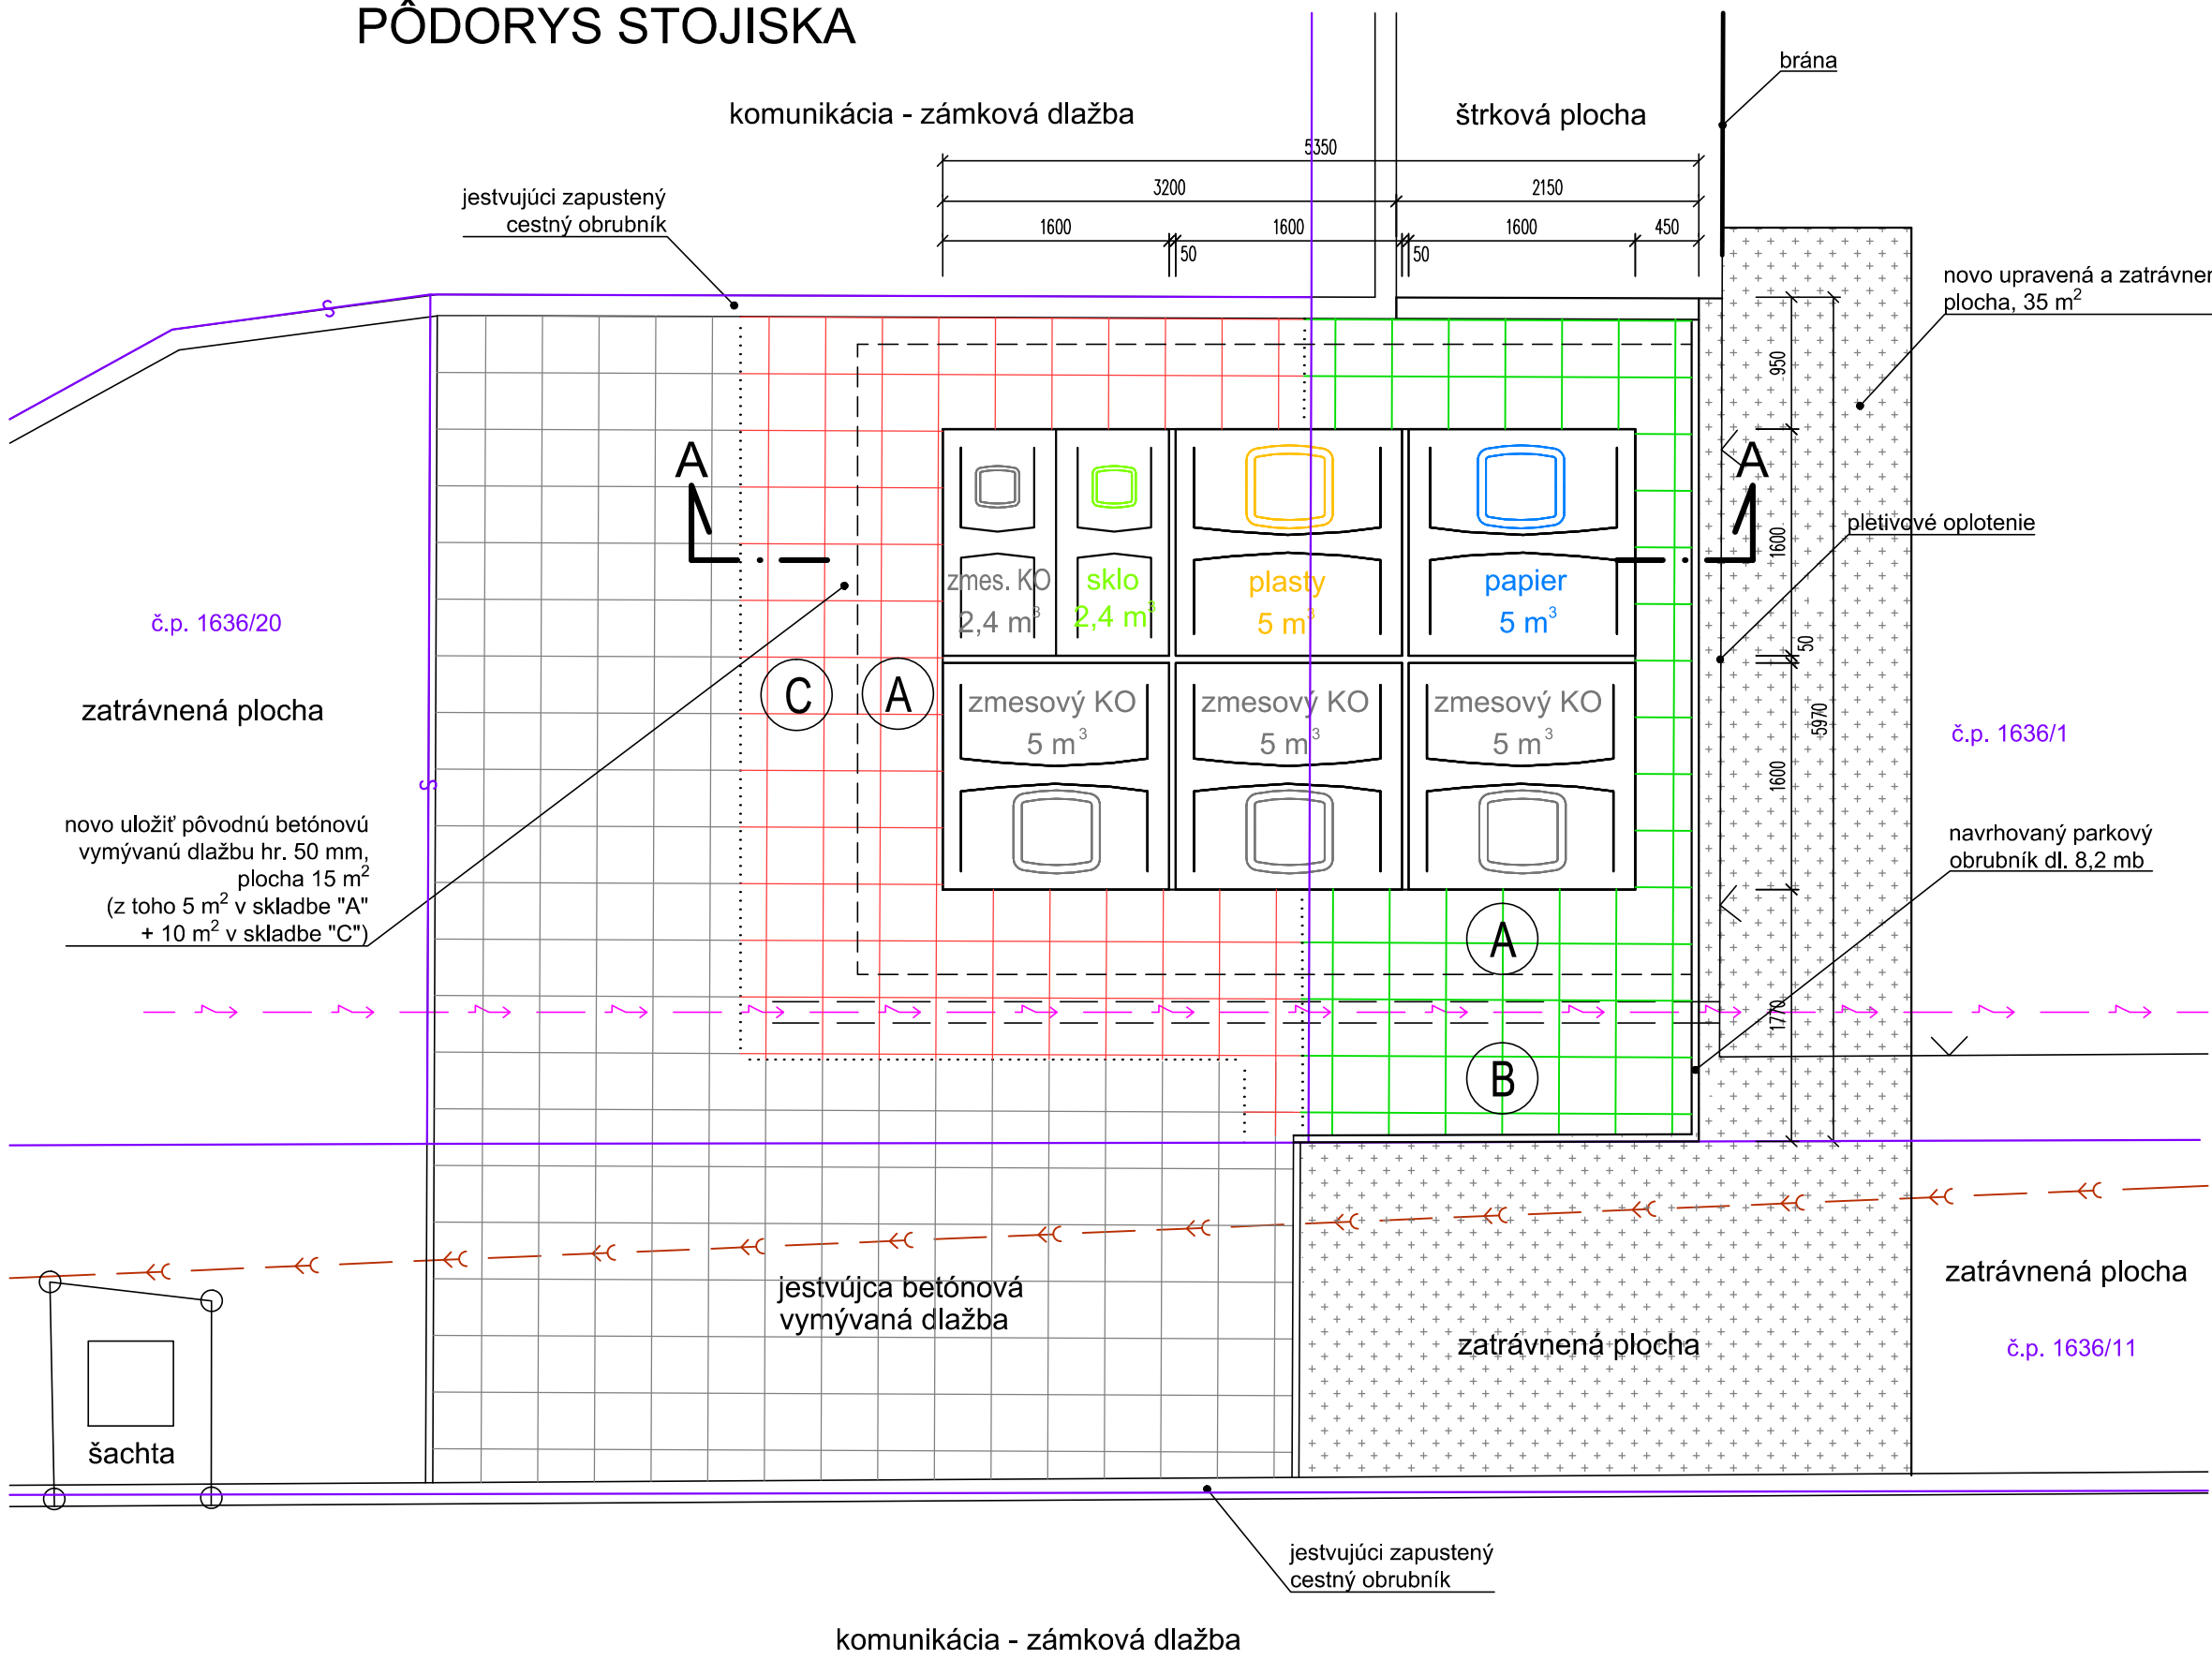 PÔDORYS STOJISKA
brána
komunikácia - zámková dlažba
štrková plocha
5350
3200
2150
jestvujúci zapustený
cestný obrubník
1600
50
1600
50
1600
450
novo upravená a
plocha, 35 m²
950
A
A
pletivové oplotenie
1600
zmes. KO
2,4 m³
sklo
2,4 m³
plasty
5 m³
papier
5 m³
č.p. 1636/20
50
zatrávnená plocha
C
A
zmesový KO
5 m³
zmesový KO
5 m³
zmesový KO
5 m³
5970
č.p. 1636/1
1600
novo uložiť pôvodnú betónovú
vymývanú dlažbu hr. 50 mm,
plocha 15 m²
(z toho 5 m² v skladbe "A"
+ 10 m² v skladbe "C")
navrhovaný parkový
obrubník dl. 8,2 mb
A
1770
B
jestvújca betónová
vymývaná dlažba
zatrávnená plocha
zatrávnená plocha
č.p. 1636/11
šachta
jestvujúci zapustený
cestný obrubník
komunikácia - zámková dlažba